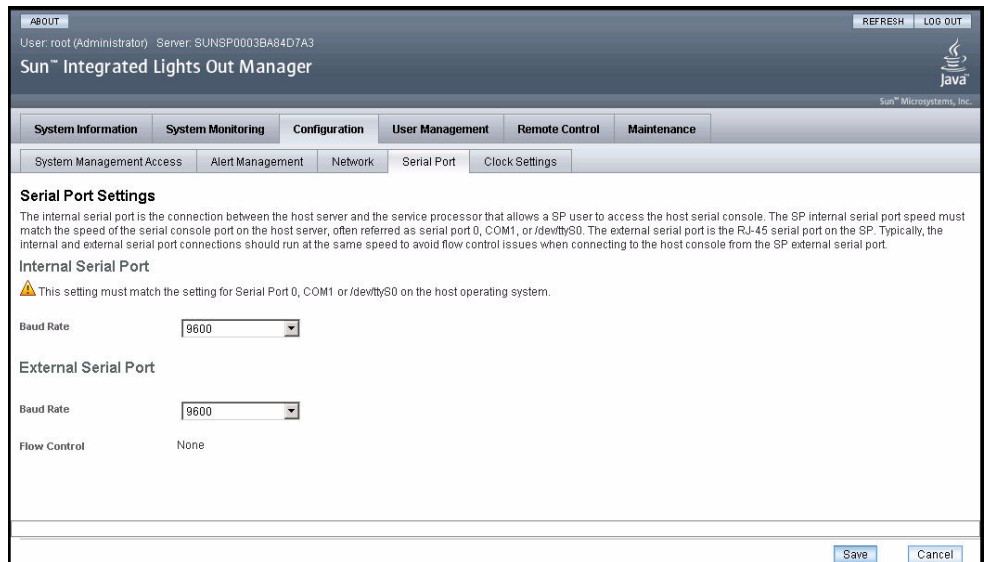 ABOUT
REFRESH LOG OUT
User: root (Administrator) Server: SUNSP0003BA84D7A3
Sun™ Integrated Lights Out Manager
Java™
Sun™ Microsystems, Inc.
System Information System Monitoring Configuration User Management Remote Control Maintenance
System Management Access Alert Management Network Serial Port Clock Settings
Serial Port Settings
The internal serial port is the connection between the host server and the service processor that allows a SP user to access the host serial console. The SP internal serial port speed must
match the speed of the serial console port on the host server, often referred as serial port 0, COM1, or /dev/ttyS0. The external serial port is the RJ-45 serial port on the SP. Typically, the
internal and external serial port connections should run at the same speed to avoid flow control issues when connecting to the host console from the SP external serial port.
Internal Serial Port
This setting must match the setting for Serial Port 0, COM1 or /dev/ttyS0 on the host operating system.
Baud Rate 9600
External Serial Port
Baud Rate 9600
Flow Control None
Save Cancel